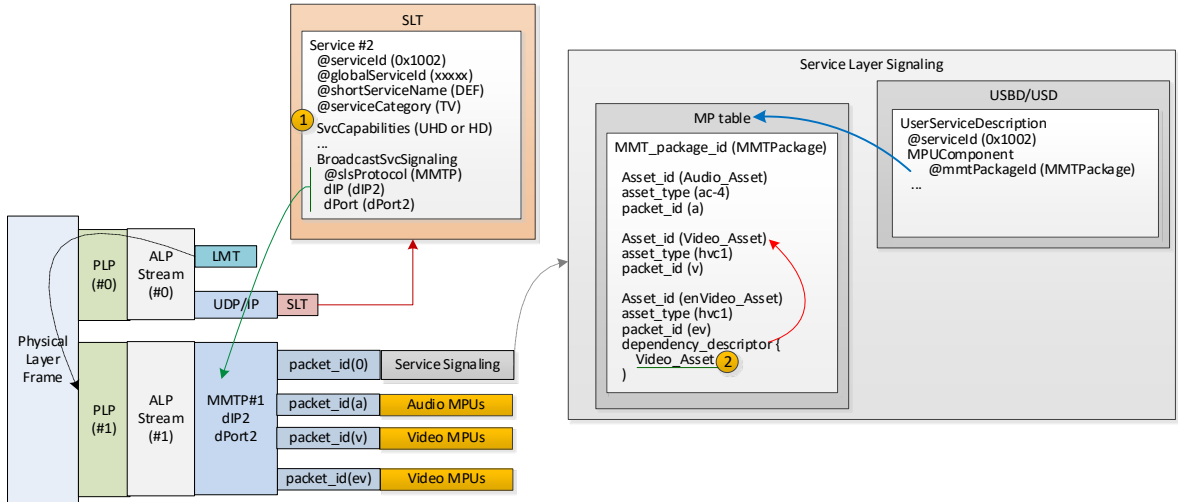 SLT
Service #2
@serviceId (0x1002)
@globalServiceId (xxxxx)
@shortServiceName (DEF)
@serviceCategory (TV)
1
SvcCapabilities (UHD or HD)
...
BroadcastSvcSignaling
@slsProtocol (MMTP)
dIP (dIP2)
dPort (dPort2)
Service Layer Signaling
MP table
MMT_package_id (MMTPackage)
Asset_id (Audio_Asset)
asset_type (ac-4)
packet_id (a)
Asset_id (Video_Asset)
asset_type (hvc1)
packet_id (v)
Asset_id (enVideo_Asset)
asset_type (hvc1)
packet_id (ev)
dependency_descriptor {
Video_Asset
2
}
USBD/USD
UserServiceDescription
@serviceId (0x1002)
MPUComponent
@mmtPackageId (MMTPackage)
...
Physical
Layer
Frame
PLP
(#0)
ALP
Stream
(#0)
LMT
UDP/IP
SLT
PLP
(#1)
ALP
Stream
(#1)
MMTP#1
dIP2
dPort2
packet_id(0)
Service Signaling
packet_id(a)
Audio MPUs
packet_id(v)
Video MPUs
packet_id(ev)
Video MPUs